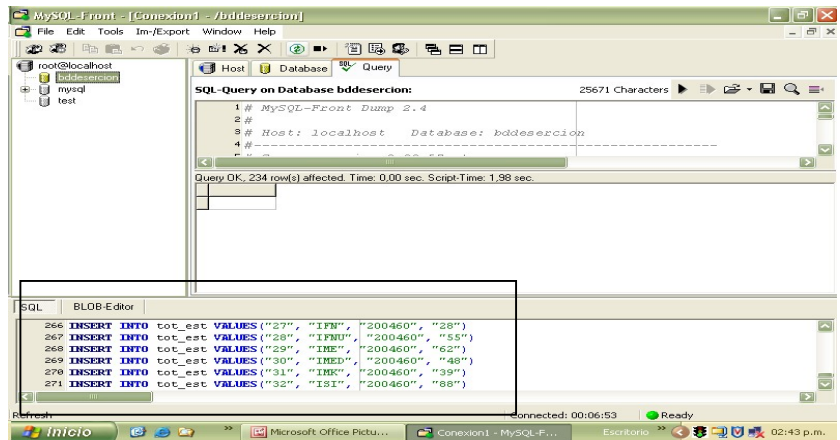 MySQL-Front - [Conexion1 - /bddesercion]
File Edit Tools Im-/Export Window Help
root@localhost
bddesercion
mysql
test
Host Database Query
SQL-Query on Database bddesercion: 25671 Characters
1 # MySQL-Front Dump 2.4
2 #
3 # Host: localhost Database: bddesercion
4 #--------------------------------------------------------
Query OK, 234 row(s) affected. Time: 0,00 sec. Script-Time: 1,98 sec.
SQL BLOB-Editor
266 INSERT INTO tot_est VALUES("27", "IFN", "200460", "28")
267 INSERT INTO tot_est VALUES("28", "IFNU", "200460", "55")
268 INSERT INTO tot_est VALUES("29", "IME", "200460", "62")
269 INSERT INTO tot_est VALUES("30", "IMED", "200460", "48")
270 INSERT INTO tot_est VALUES("31", "IMK", "200460", "39")
271 INSERT INTO tot_est VALUES("32", "ISI", "200460", "88")
Refresh Connected: 00:06:53 Ready
Inicio » Microsoft Office Pictu... Conexion1 - MySQL-F... Escritorio » 02:43 p.m.